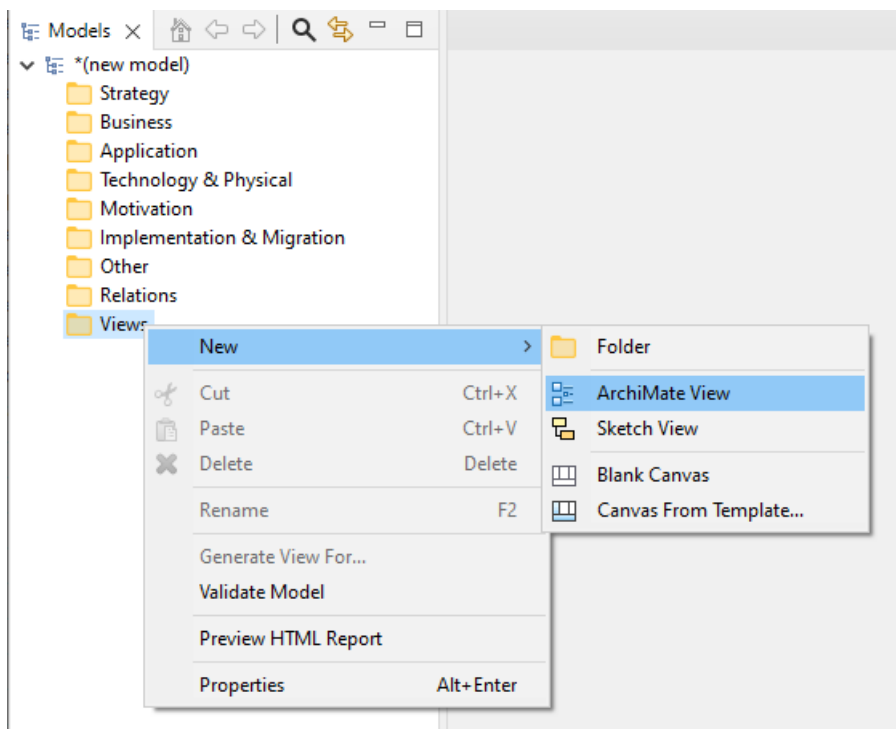 Models
*(new model)
Strategy
Business
Application
Technology & Physical
Motivation
Implementation & Migration
Other
Relations
Views
New
Cut Ctrl+X
Paste Ctrl+V
Delete Delete
Rename F2
Generate View For...
Validate Model
Preview HTML Report
Properties Alt+Enter
Folder
ArchiMate View
Sketch View
Blank Canvas
Canvas From Template...